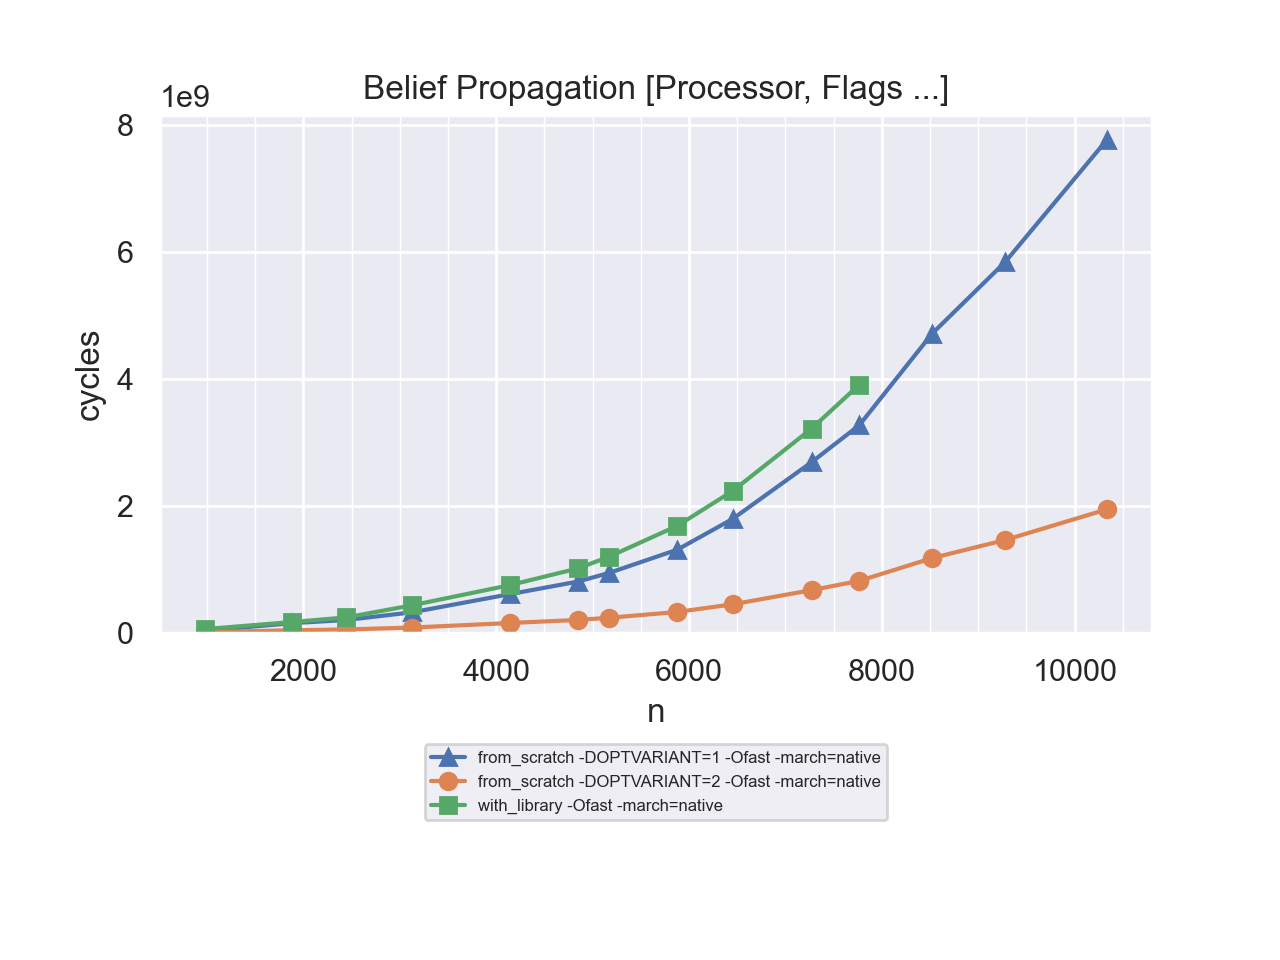 Belief Propagation [Processor, Flags ...]
1e9
8
6
4
2
0
cycles
2000 4000 6000 8000 10000
n
from_scratch -DOPTVARIANT=1 -Ofast -march=native
from_scratch -DOPTVARIANT=2 -Ofast -march=native
with_library -Ofast -march=native